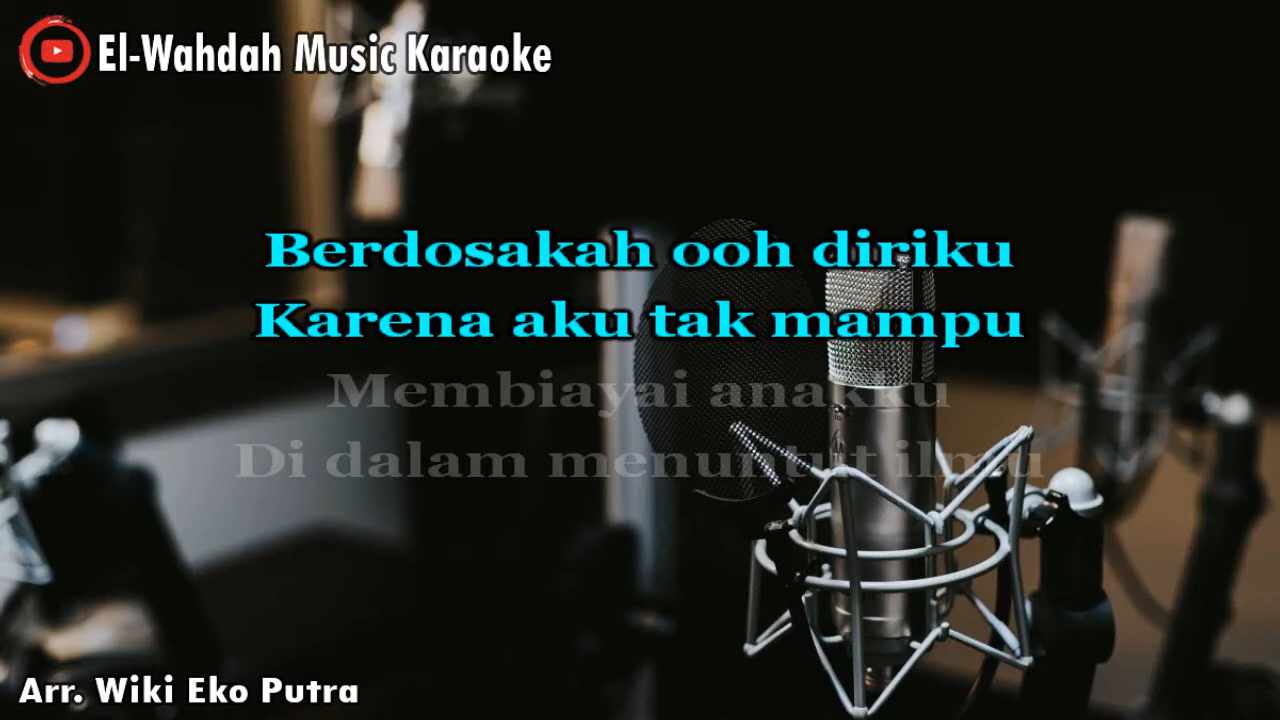 El-Wahdah Music Karaoke
Berdosakah ooh diriku
Karena aku tak mampu
Membiayai anakku
Di dalam menuntut ilmu
Arr. Wiki Eko Putra